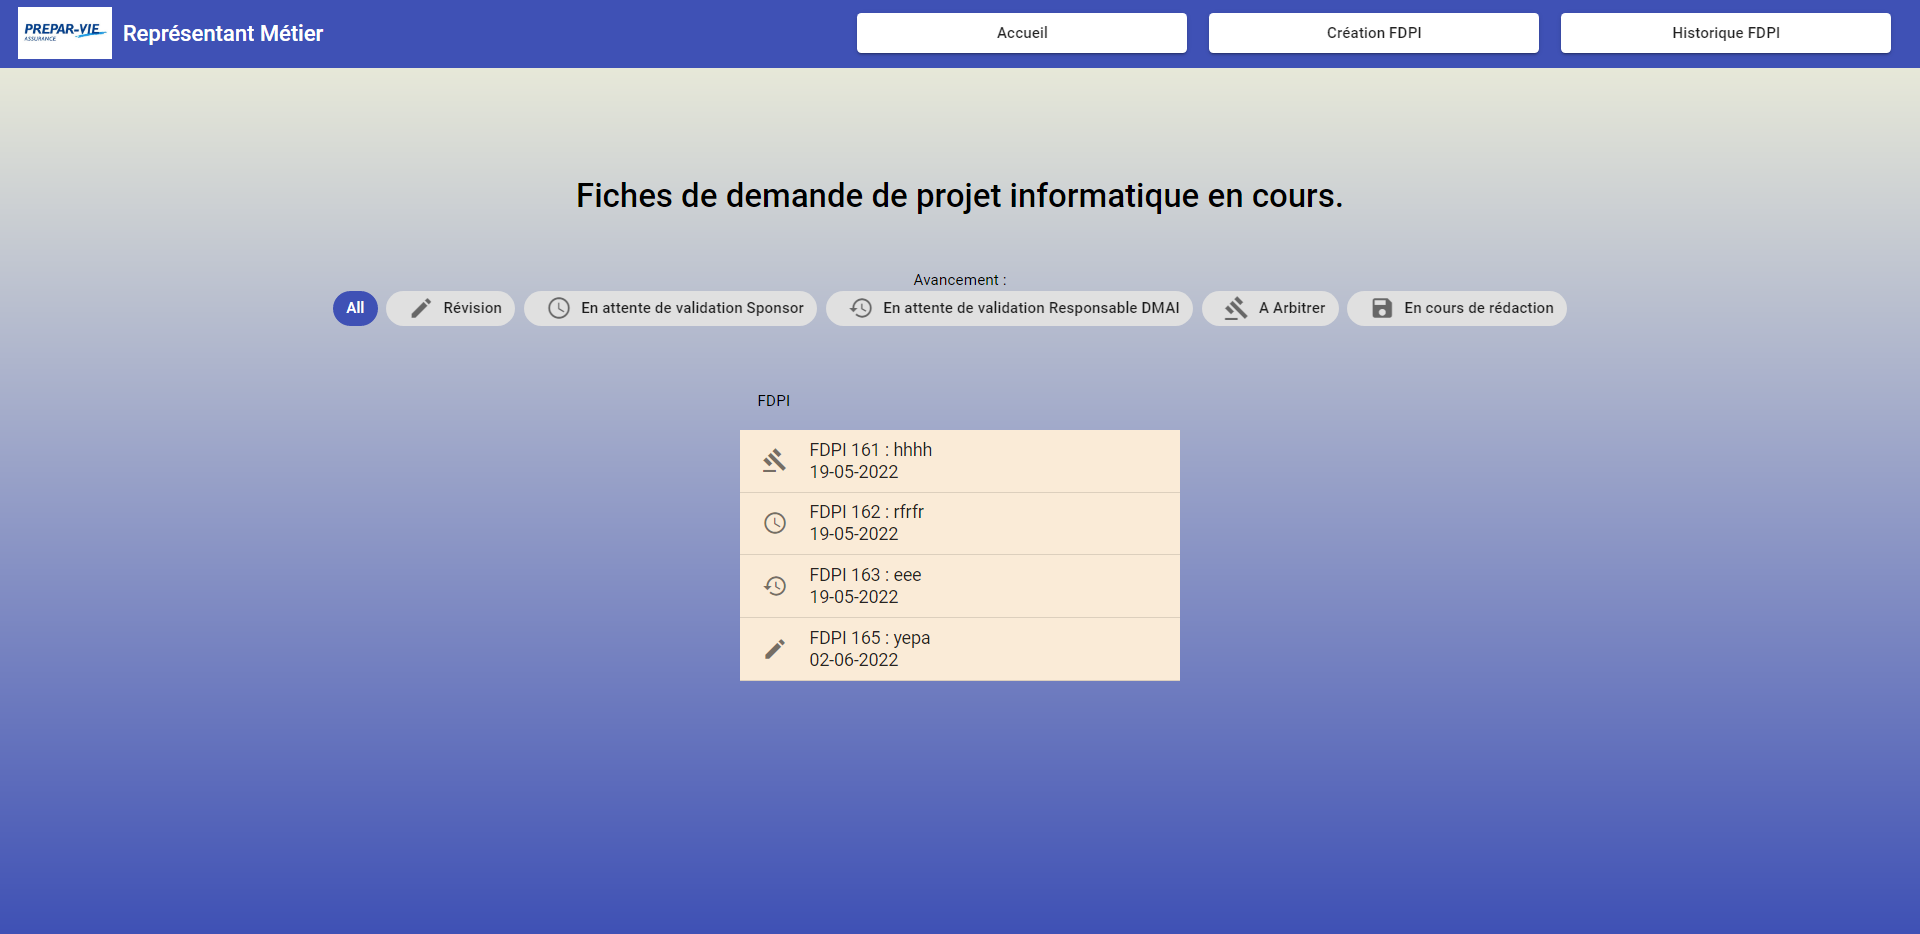 PREPAR-VIE
ASSURANCE
Représentant Métier
Accueil
Création FDPI
Historique FDPI
Fiches de demande de projet informatique en cours.
Avancement :
All
Révision
En attente de validation Sponsor
En attente de validation Responsable DMAI
A Arbitrer
En cours de rédaction
FDPI
FDPI 161 : hhhh
19-05-2022
FDPI 162 : rfrfr
19-05-2022
FDPI 163 : eee
19-05-2022
FDPI 165 : yepa
02-06-2022